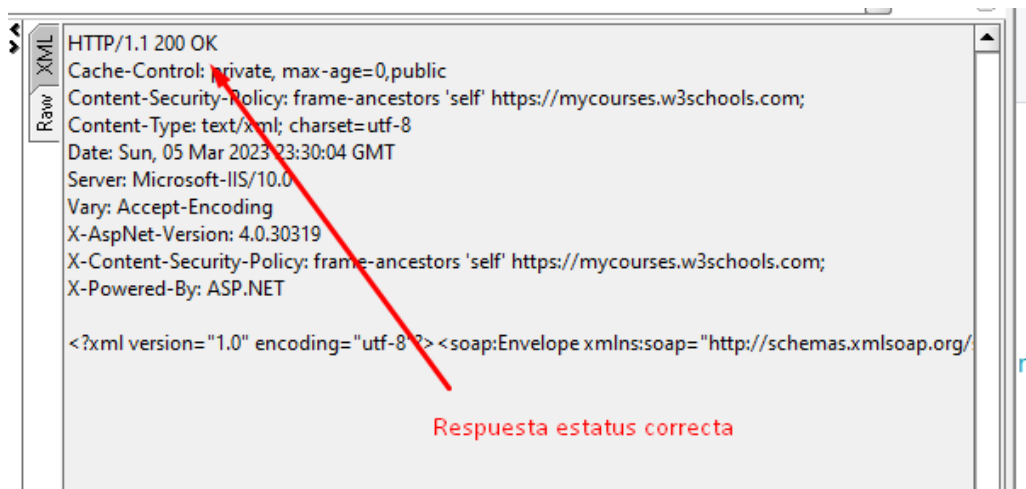 XML
Raw
HTTP/1.1 200 OK
Cache-Control: private, max-age=0,public
Content-Security-Policy: frame-ancestors 'self' https://mycourses.w3schools.com;
Content-Type: text/xml; charset=utf-8
Date: Sun, 05 Mar 2023 23:30:04 GMT
Server: Microsoft-IIS/10.0
Vary: Accept-Encoding
X-AspNet-Version: 4.0.30319
X-Content-Security-Policy: frame-ancestors 'self' https://mycourses.w3schools.com;
X-Powered-By: ASP.NET
<?xml version="1.0" encoding="utf-8"?><soap:Envelope xmlns:soap="http://schemas.xmlsoap.org/
Respuesta estatus correcta